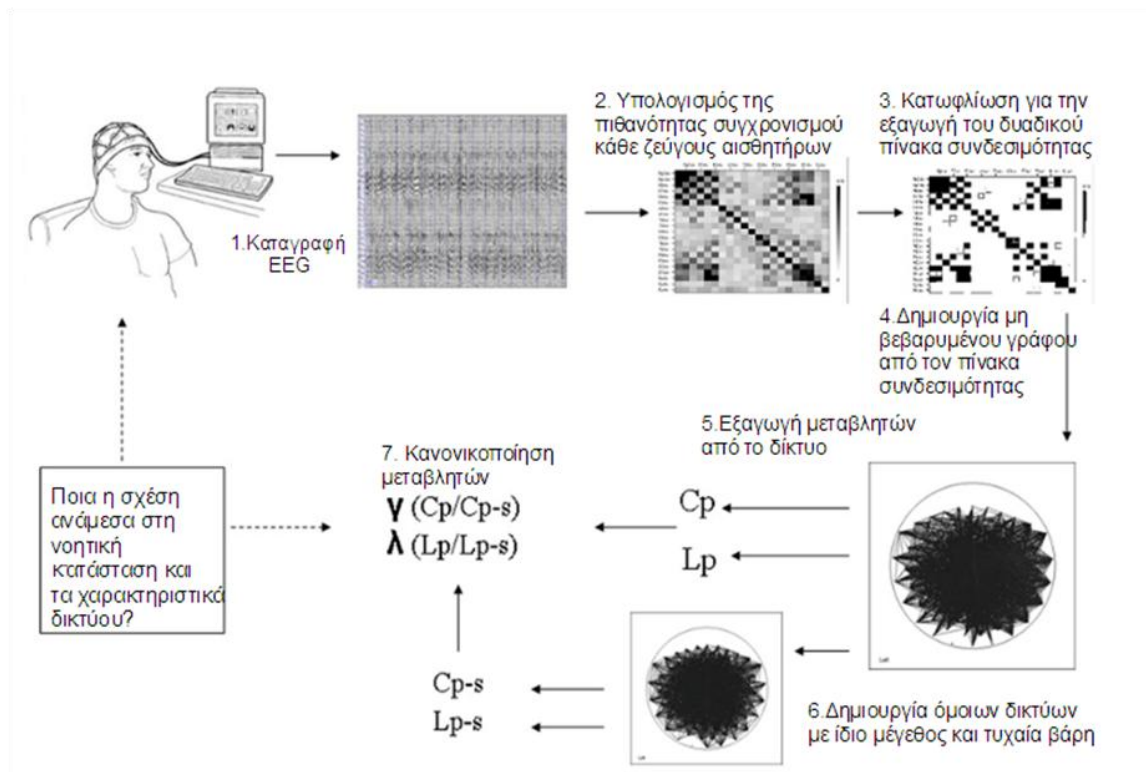 1.Καταγραφή
EEG
2. Υπολογισμός της
πιθανότητας συγχρονισμού
κάθε ζεύγους αισθητήρων
3. Κατωφλίωση για την
εξαγωγή του δυαδικού
πίνακα συνδεσιμότητας
4.Δημιουργία μη
βεβαρυμένου γράφου
από τον πίνακα
συνδεσιμότητας
5.Εξαγωγή μεταβλητών
από το δίκτυο
Cp
Lp
6.Δημιουργία όμοιων δικτύων
με ίδιο μέγεθος και τυχαία βάρη
Cp-s
Lp-s
7. Κανονικοποίηση
μεταβλητών
γ (Cp/Cp-s)
λ (Lp/Lp-s)
Ποια η σχέση
ανάμεσα στη
νοητική
κατάσταση και
τα χαρακτηριστικά
δικτύου?